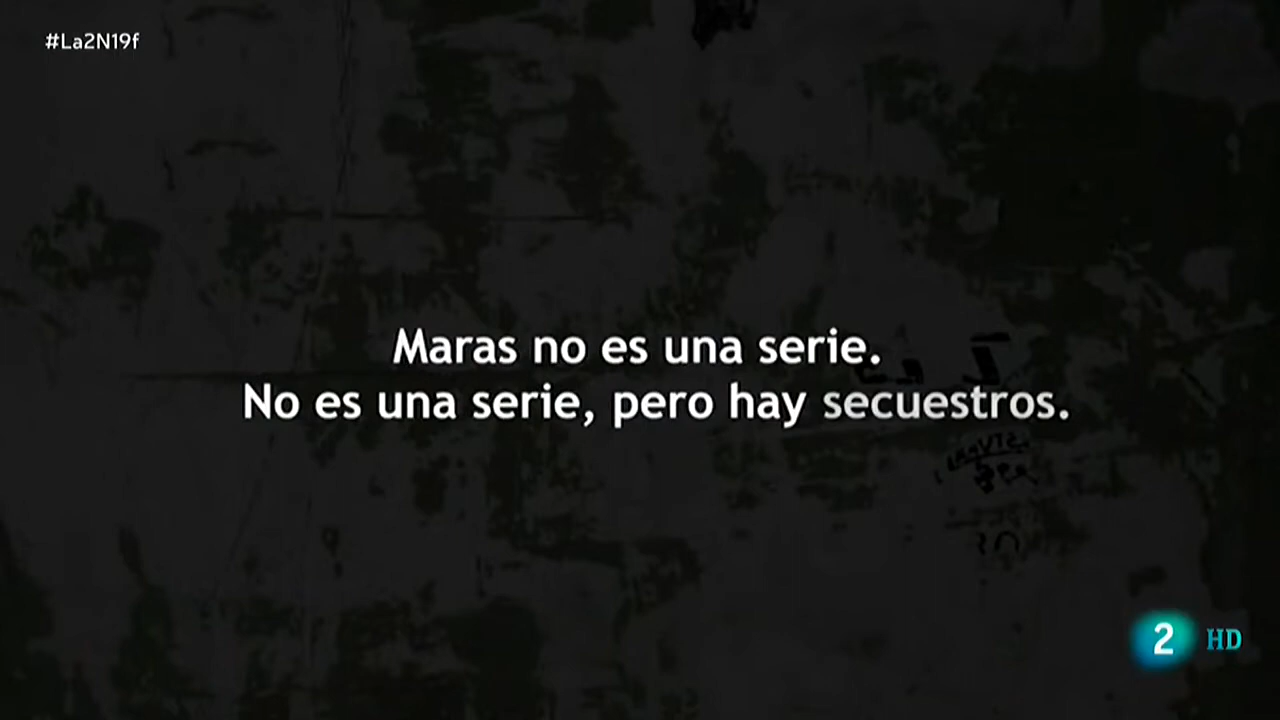 #La2N19f
Maras no es una serie.
No es una serie, pero hay secuestros.
2 HD